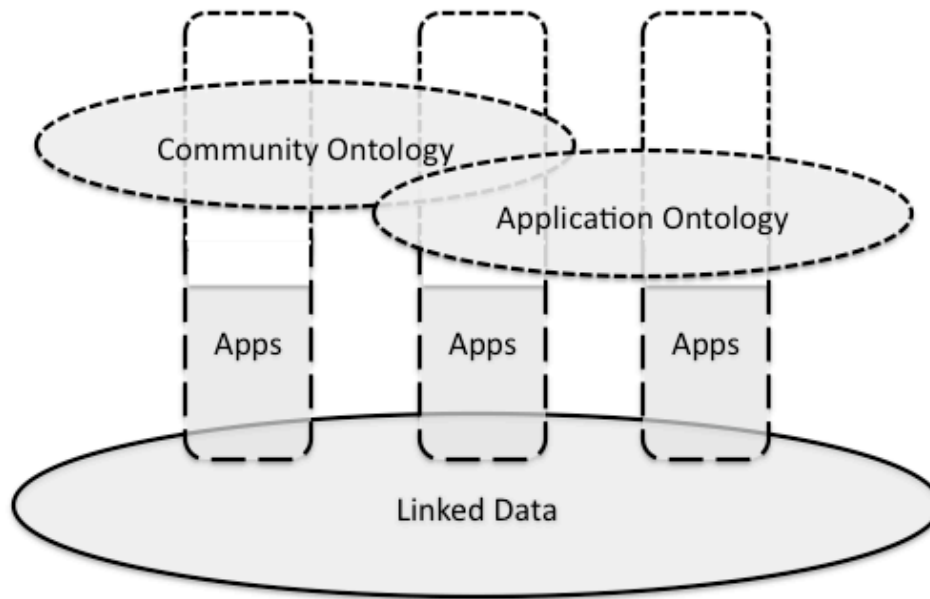 Community Ontology
Application Ontology
Apps
Apps
Apps
Linked Data